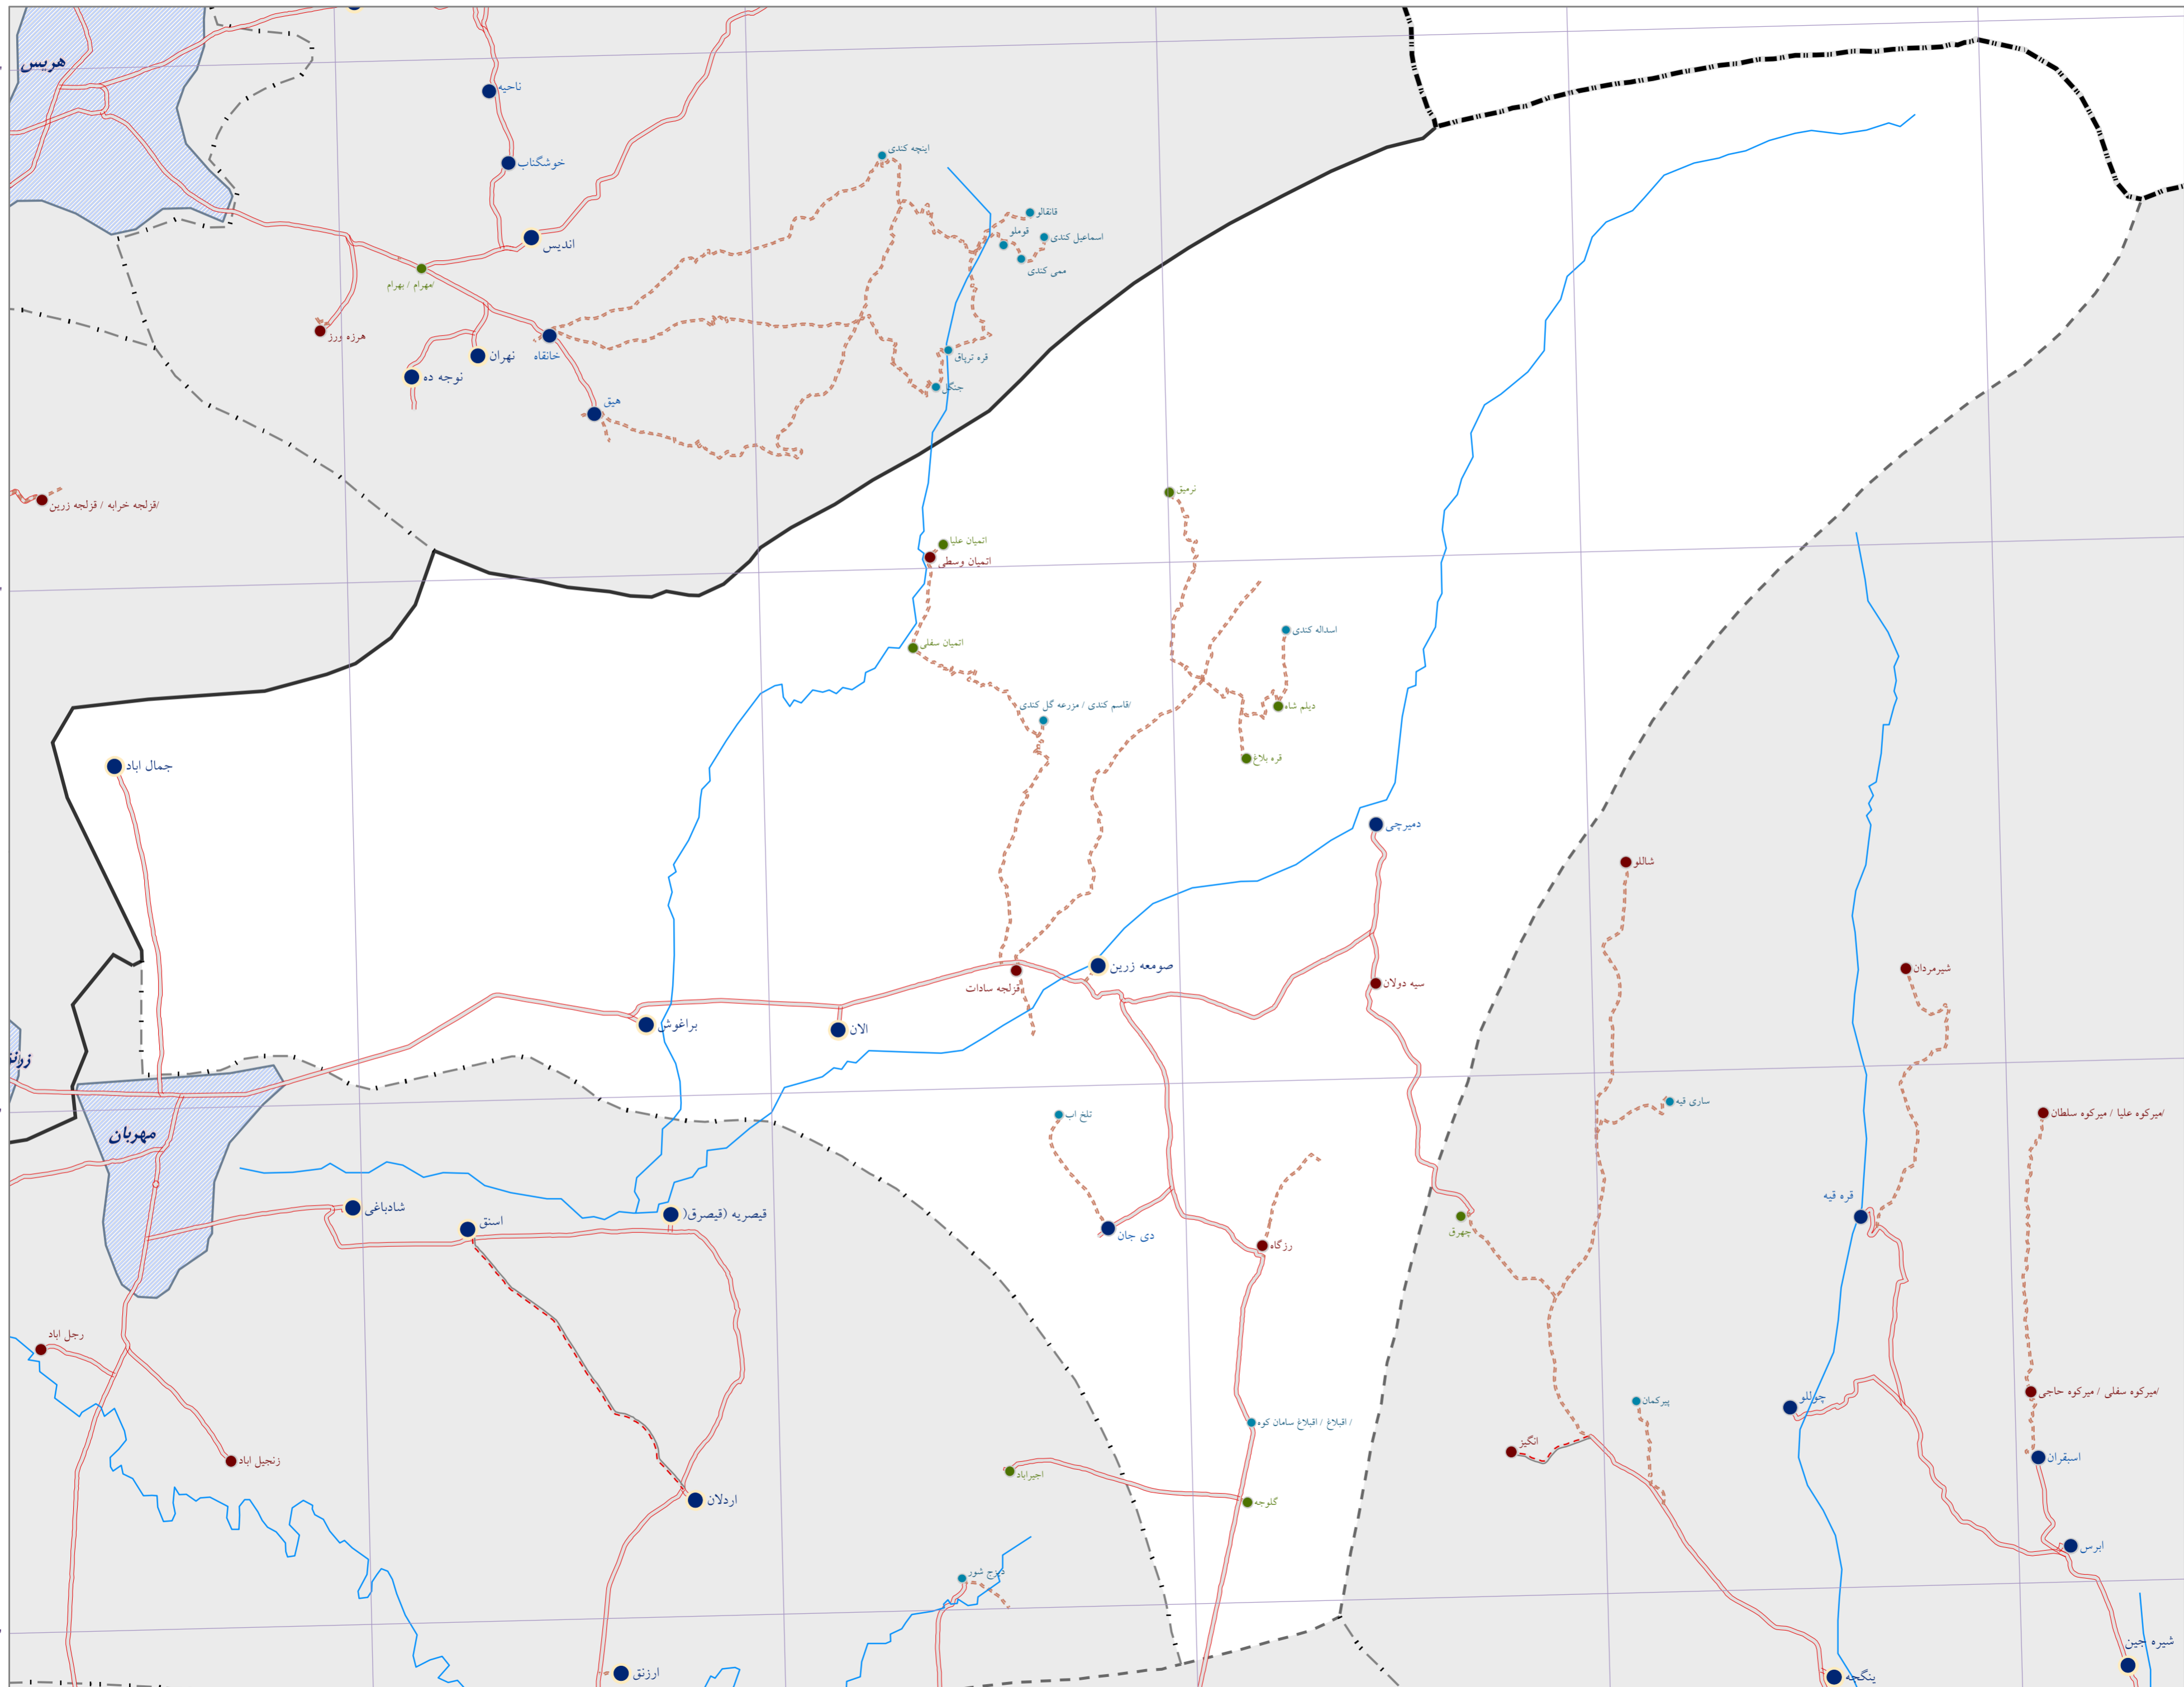 هریس
ناحیه
خوشگناب
اینچه کندی
قانقالو
قوملو
اسماعیل کندی
ممی کندی
اندیس
مهرام / بهرام/
هرزه ورز
نهران
خانقاه
نوجه ده
قره ترپاق
جنگل
هیق
قزلجه خرابه / قزلجه زرین/
نرمیق
اتمیان علیا
اتمیان وسطی
اتمیان سفلی
اسداله کندی
قاسم کندی / مزرعه گل کندی/
دیلم شاه
قره بلاغ
جمال اباد
دمیرچی
شاللو
صومعه زرین
شیرمردان
قزلجه سادات
سیه دولان
براغوش
الان
ساری قیه
تلخ اب
میرکوه علیا / میرکوه سلطان/
مهربان
قره قیه
شادباغی
قیصریه (قیصرق(
اسنق
دی جان
چهرق
رزگاه
رجل اباد
میرکوه سفلی / میرکوه حاجی/
پیرکمان
چوللو
اقبلاغ / اقبلاغ سامان کوه /
انگیز
زنجیل اباد
اسبقران
اجیراباد
اردلان
گلوجه
ابرس
دیزج شور
شیره جین
ارزنق
ینگجه